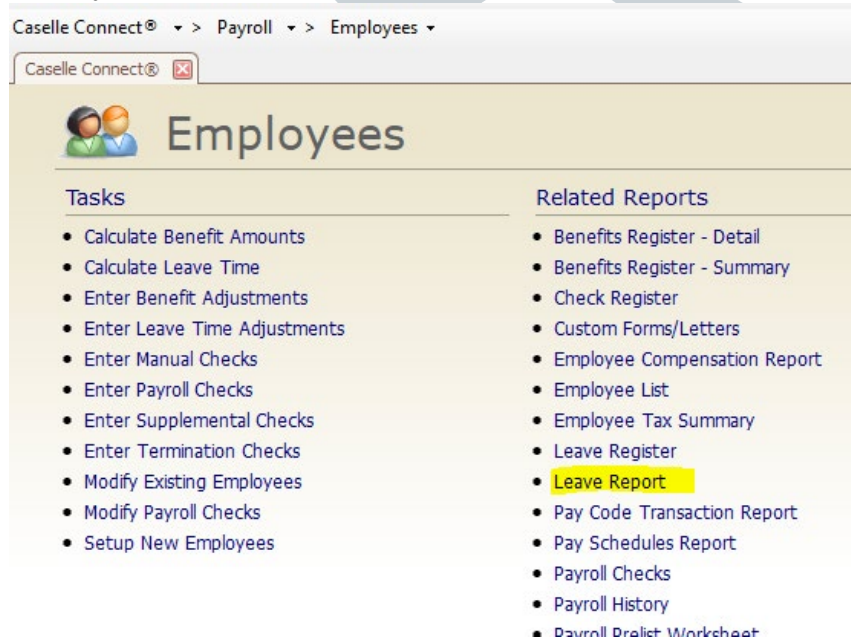 Caselle Connect® > Payroll > Employees
Caselle Connect®
Employees
Tasks
• Calculate Benefit Amounts
• Calculate Leave Time
• Enter Benefit Adjustments
• Enter Leave Time Adjustments
• Enter Manual Checks
• Enter Payroll Checks
• Enter Supplemental Checks
• Enter Termination Checks
• Modify Existing Employees
• Modify Payroll Checks
• Setup New Employees
Related Reports
• Benefits Register - Detail
• Benefits Register - Summary
• Check Register
• Custom Forms/Letters
• Employee Compensation Report
• Employee List
• Employee Tax Summary
• Leave Register
• Leave Report
• Pay Code Transaction Report
• Pay Schedules Report
• Payroll Checks
• Payroll History
• Payroll Prelist Worksheet